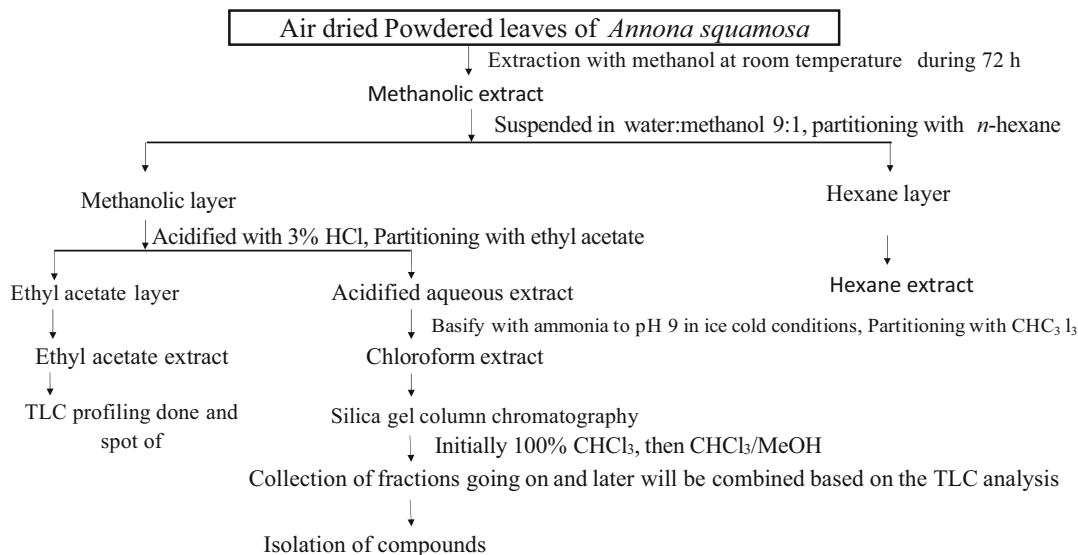 Air dried Powdered leaves of Annona squamosa
Extraction with methanol at room temperature during 72 h
Methanolic extract
Suspended in water:methanol 9:1, partitioning with n-hexane
Methanolic layer
Hexane layer
Acidified with 3% HCl, Partitioning with ethyl acetate
Ethyl acetate layer
Acidified aqueous extract
Hexane extract
Basify with ammonia to pH 9 in ice cold conditions, Partitioning with CHC₃ l₃
Ethyl acetate extract
Chloroform extract
TLC profiling done and
spot of
Silica gel column chromatography
Initially 100% CHCl₃, then CHCl₃/MeOH
Collection of fractions going on and later will be combined based on the TLC analysis
Isolation of compounds